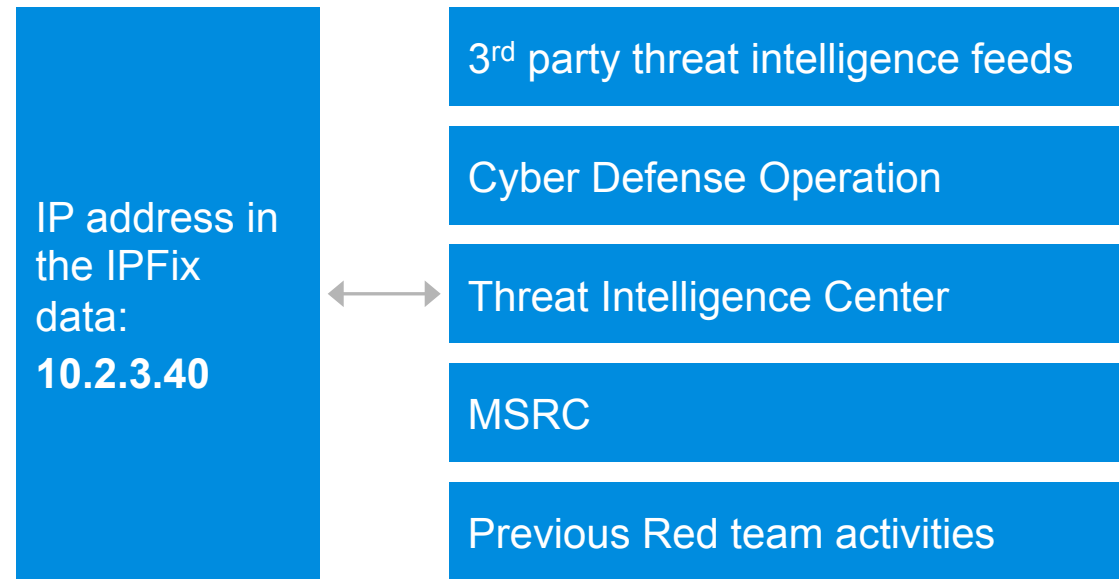 IP address in
the IPFix
data:
10.2.3.40
3rd party threat intelligence feeds
Cyber Defense Operation
Threat Intelligence Center
MSRC
Previous Red team activities